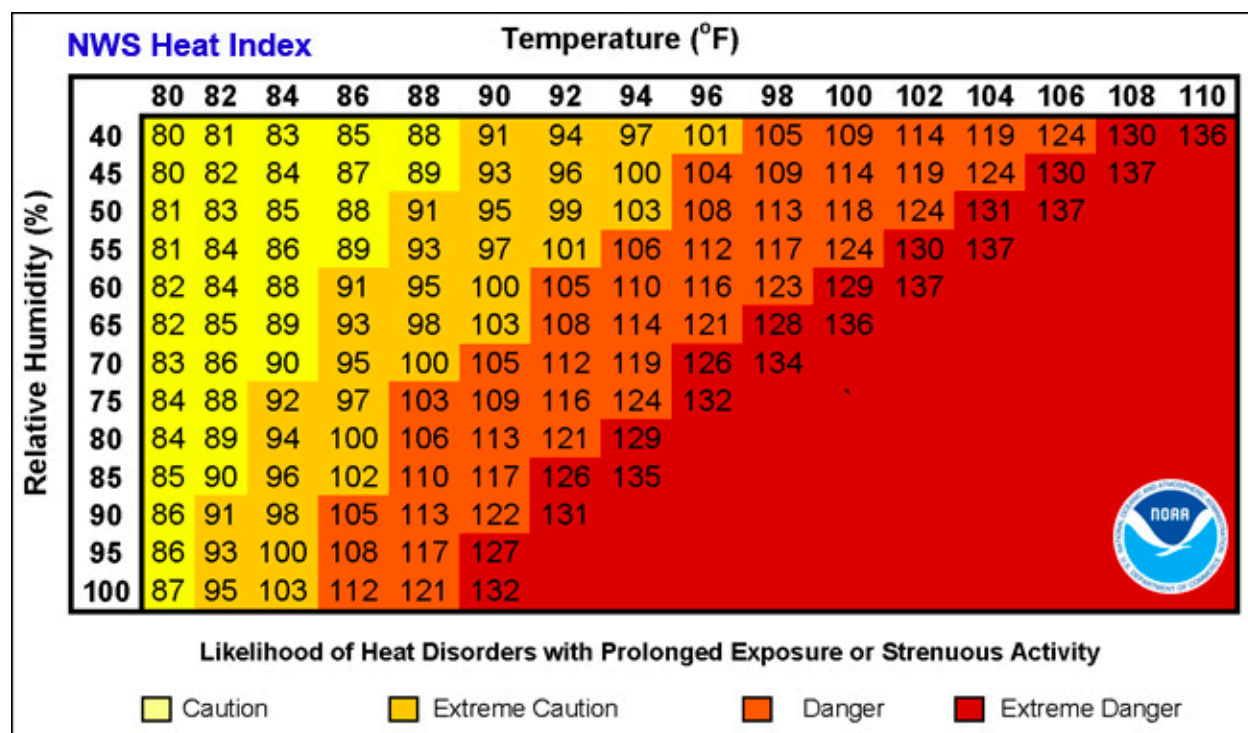 NWS Heat Index
Temperature (°F)
80 82 84 86 88 90 92 94 96 98 100 102 104 106 108 110
Relative Humidity (%)
40 80 81 83 85 88 91 94 97 101 105 109 114 119 124 130 136
45 80 82 84 87 89 93 96 100 104 109 114 119 124 130 137
50 81 83 85 88 91 95 99 103 108 113 118 124 131 137
55 81 84 86 89 93 97 101 106 112 117 124 130 137
60 82 84 88 91 95 100 105 110 116 123 129 137
65 82 85 89 93 98 103 108 114 121 128 136
70 83 86 90 95 100 105 112 119 126 134
75 84 88 92 97 103 109 116 124 132
80 84 89 94 100 106 113 121 129
85 85 90 96 102 110 117 126 135
90 86 91 98 105 113 122 131
95 86 93 100 108 117 127
100 87 95 103 112 121 132
NATIONAL OCEANIC AND ATMOSPHERIC ADMINISTRATION
NOAA
U.S. DEPARTMENT OF COMMERCE
Likelihood of Heat Disorders with Prolonged Exposure or Strenuous Activity
Caution Extreme Caution Danger Extreme Danger